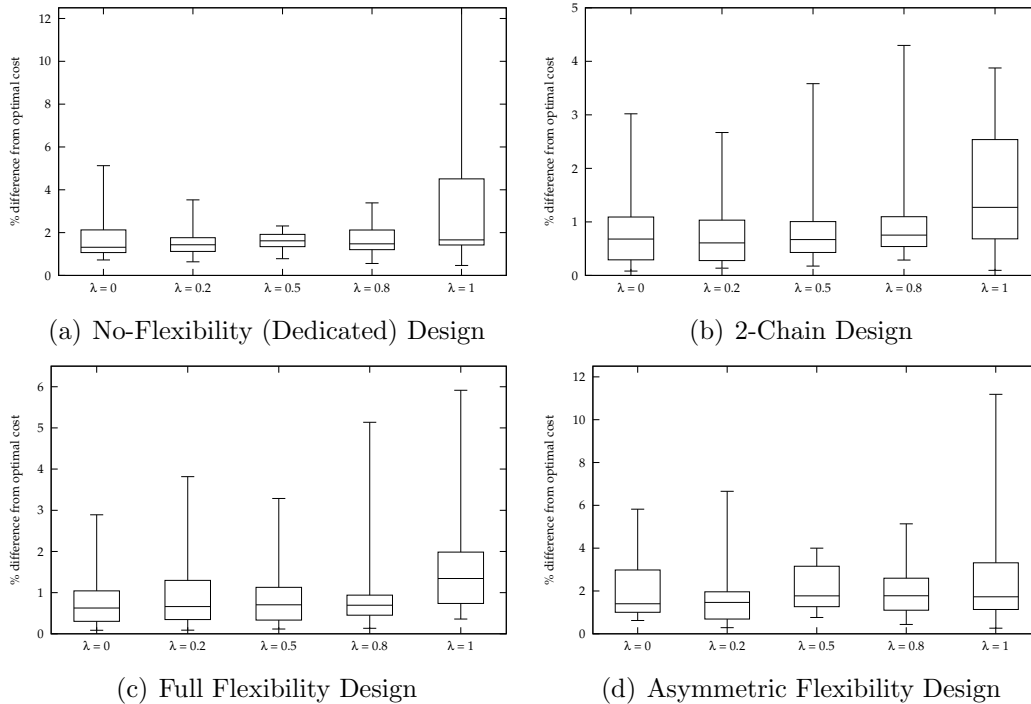 % difference from optimal cost
12
10
8
6
4
2
0
λ = 0 λ = 0.2 λ = 0.5 λ = 0.8 λ = 1
(a) No-Flexibility (Dedicated) Design
% difference from optimal cost
5
4
3
2
1
0
λ = 0 λ = 0.2 λ = 0.5 λ = 0.8 λ = 1
(b) 2-Chain Design
% difference from optimal cost
6
5
4
3
2
1
0
λ = 0 λ = 0.2 λ = 0.5 λ = 0.8 λ = 1
(c) Full Flexibility Design
% difference from optimal cost
12
10
8
6
4
2
0
λ = 0 λ = 0.2 λ = 0.5 λ = 0.8 λ = 1
(d) Asymmetric Flexibility Design